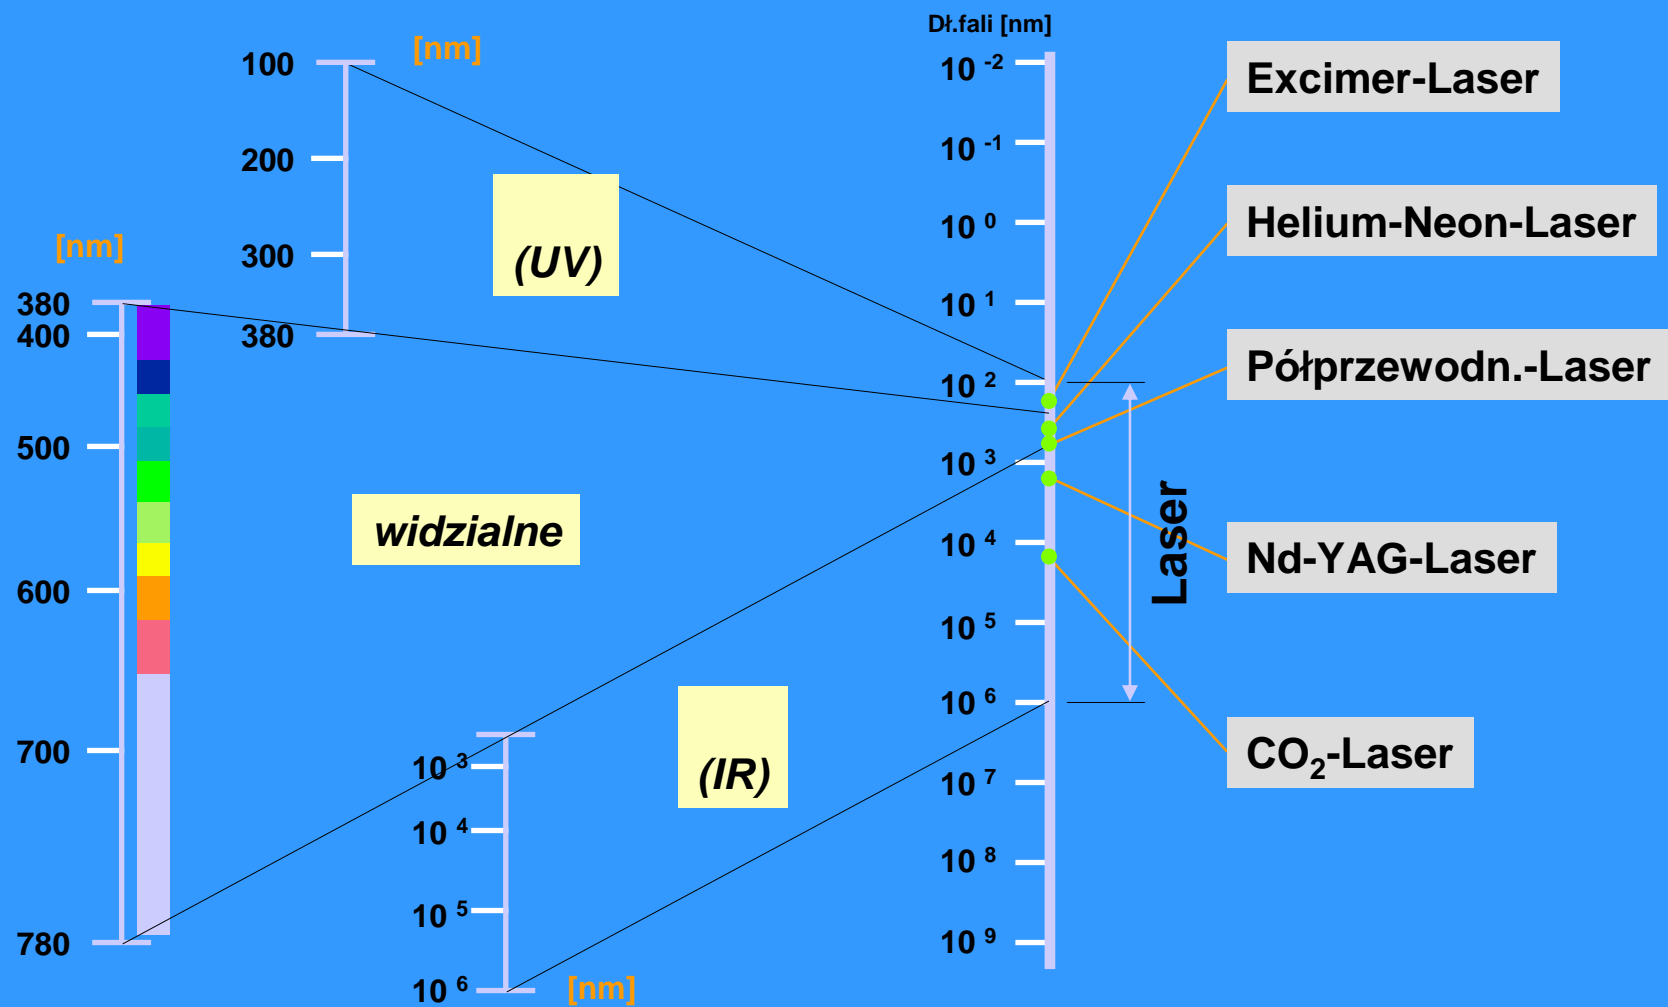 [nm]
380
400
500
600
700
780
[nm]
100
200
300
380
(UV)
widzialne
(IR)
10 3
10 4
10 5
10 6
[nm]
Dł.fali [nm]
10 -2
10 -1
10 0
10 1
10 2
10 3
10 4
10 5
10 6
10 7
10 8
10 9
Laser
Excimer-Laser
Helium-Neon-Laser
Półprzewodn.-Laser
Nd-YAG-Laser
CO2-Laser